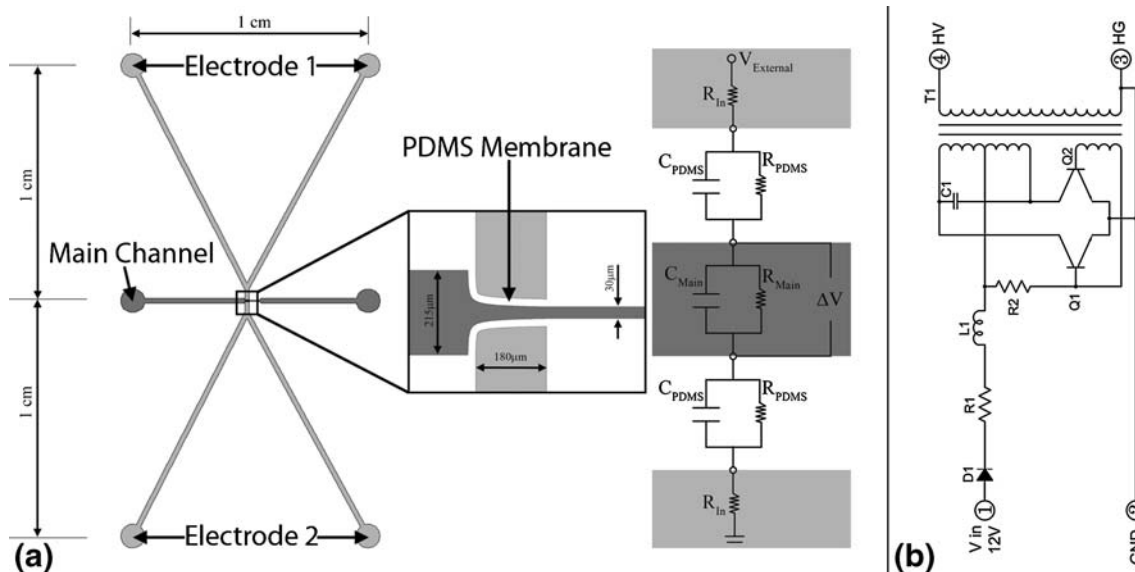 1 cm
Electrode 1
1 cm
Main Channel
1 cm
Electrode 2
PDMS Membrane
215μm
180μm
30μm
V External
R In
C PDMS
R PDMS
C Main
R Main
ΔV
C PDMS
R PDMS
R In
(a)
4 HV
3 HG
T1
C1
Q2
Q1
R2
L1
R1
D1
V in 1
12V
GND 2
(b)